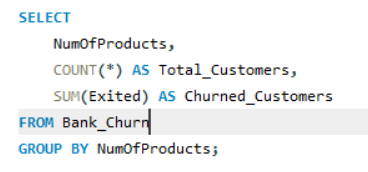 SELECT
NumOfProducts,
COUNT(*) AS Total_Customers,
SUM(Exited) AS Churned_Customers
FROM Bank_Churn
GROUP BY NumOfProducts;